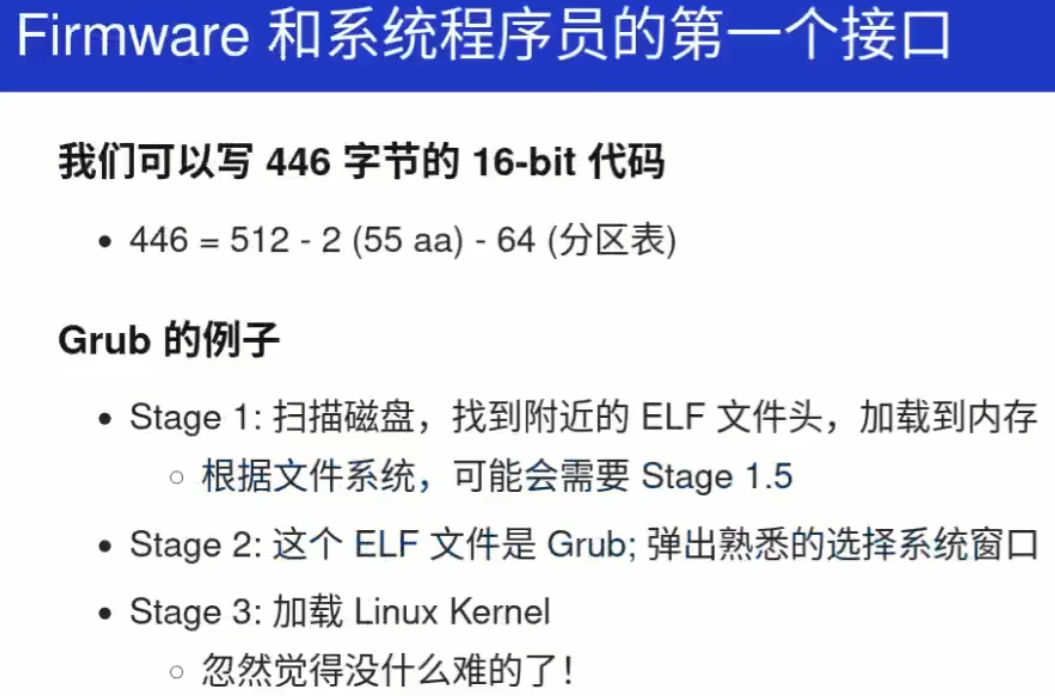 Firmware 和系统程序员的第一个接口
我们可以写 446 字节的 16-bit 代码
• 446 = 512 - 2 (55 aa) - 64 (分区表)
Grub 的例子
• Stage 1: 扫描磁盘，找到附近的 ELF 文件头，加载到内存
○ 根据文件系统，可能会需要 Stage 1.5
• Stage 2: 这个 ELF 文件是 Grub; 弹出熟悉的选择系统窗口
• Stage 3: 加载 Linux Kernel
○ 忽然觉得没什么难的了！